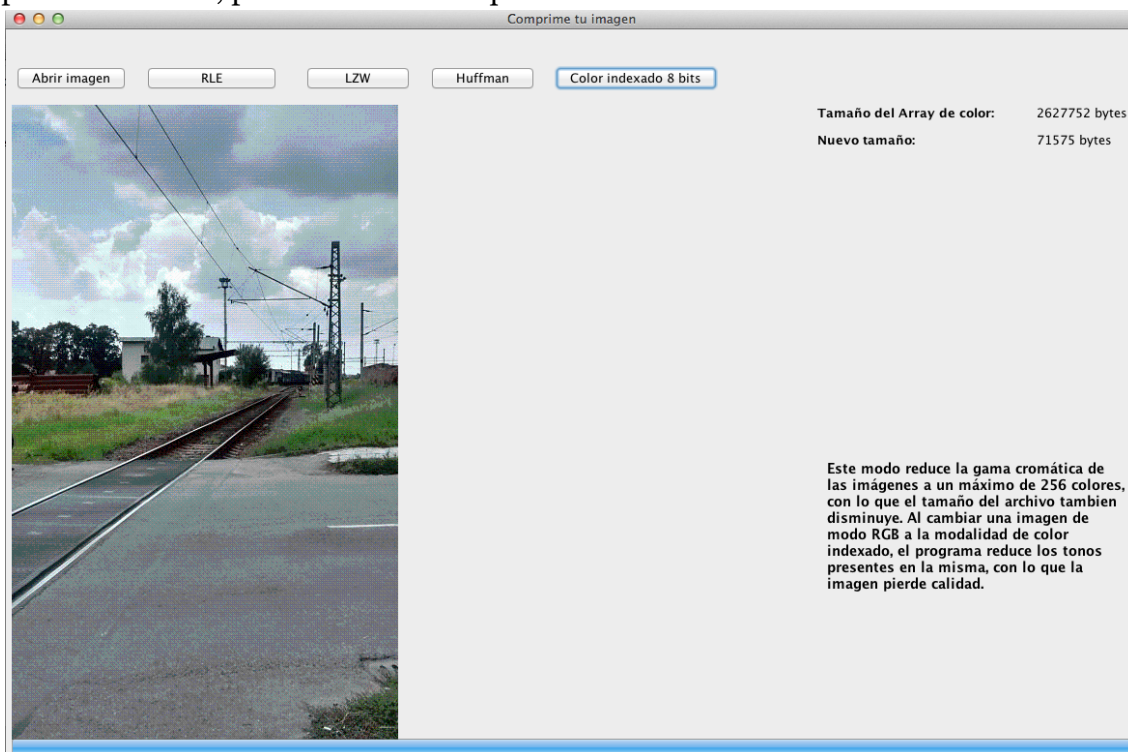 Comprime tu imagen
Abrir imagen RLE LZW Huffman Color indexado 8 bits
Tamaño del Array de color: 2627752 bytes
Nuevo tamaño: 71575 bytes
Este modo reduce la gama cromática de
las imágenes a un máximo de 256 colores,
con lo que el tamaño del archivo tambien
disminuye. Al cambiar una imagen de
modo RGB a la modalidad de color
indexado, el programa reduce los tonos
presentes en la misma, con lo que la
imagen pierde calidad.